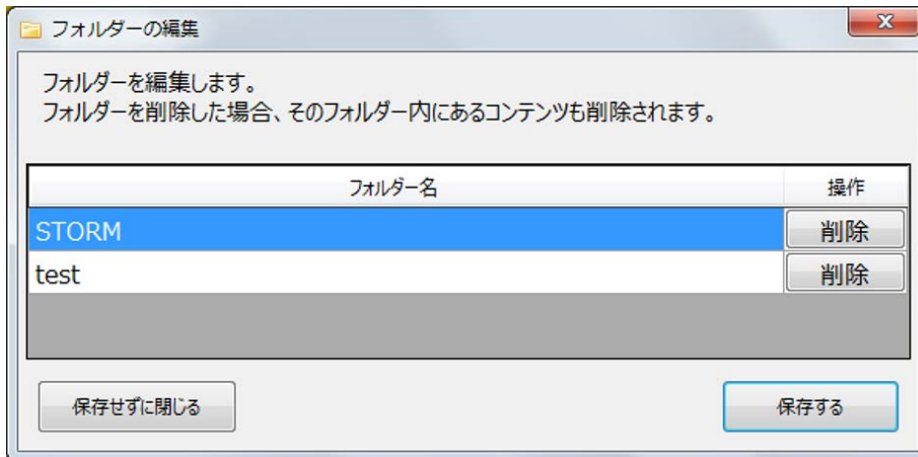 フォルダーの編集
フォルダーを編集します。
フォルダーを削除した場合、そのフォルダー内にあるコンテンツも削除されます。
フォルダー名 操作
STORM 削除
test 削除
保存せずに閉じる 保存する